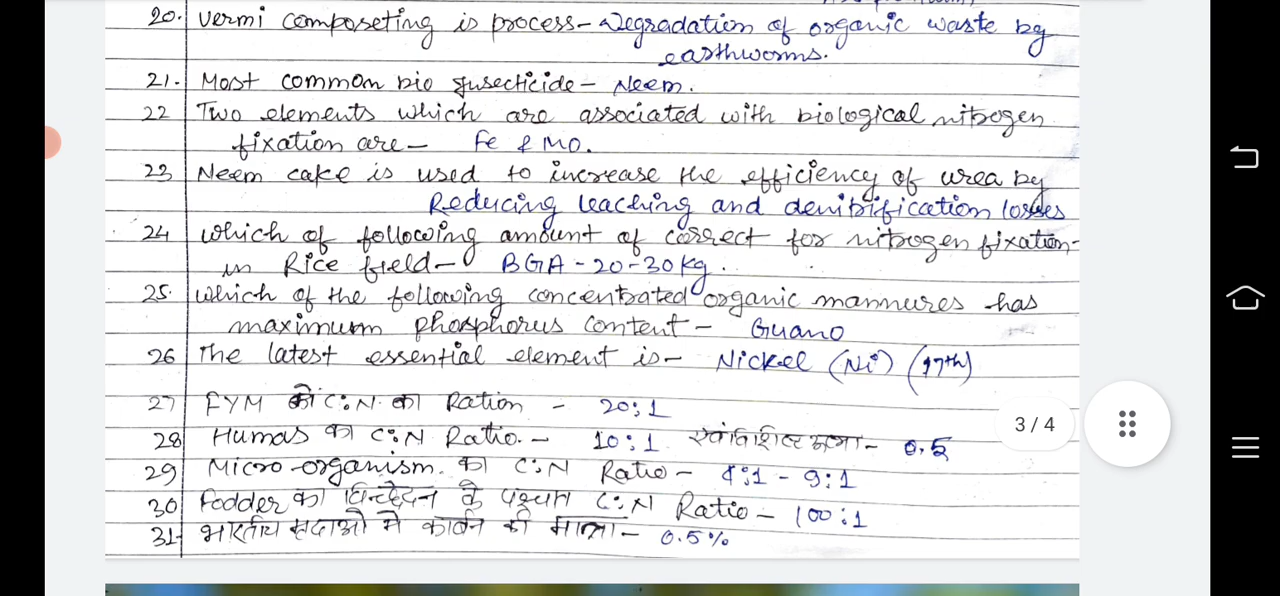 20. vermi composeting is process - Degradation of organic waste by
earthworms.
21. Most common bio Insecticide - Neem.
22 Two elements which are associated with biological nitrogen
fixation are - Fe & MO.
23 Neem cake is used to increase the efficiency of urea by
Reducing leaching and denitrification losses
24 which of following amount of correct for nitrogen fixation-
in Rice field - BGA - 20-30 kg.
25. which of the following concentrated organic mannures has
maximum phosphorus content - Guano
26 The latest essential element is - Nickel (Ni) (17th)
27 FYM को C:N का Ration - 20:1
28 Humas का C:N Ratio. - 10:1 0.5
29 Micro-organism. का C:N Ratio - 4:1 - 9:1
30 Fodder का के C:N Ratio - 100:1
31 भारतीय मृदाओ मे कार्बन की मात्रा - 0.5%
3/4